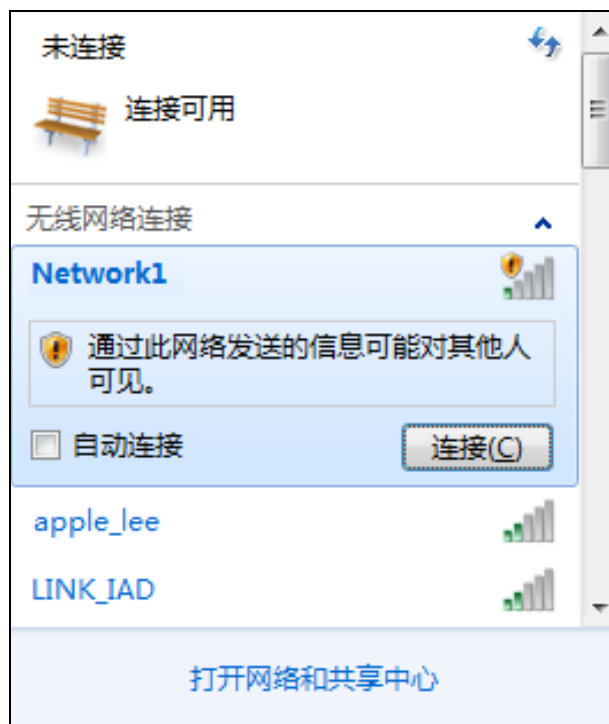 未连接
连接可用
无线网络连接
Network1
通过此网络发送的信息可能对其他人
可见。
自动连接
连接(C)
apple_lee
LINK_IAD
打开网络和共享中心